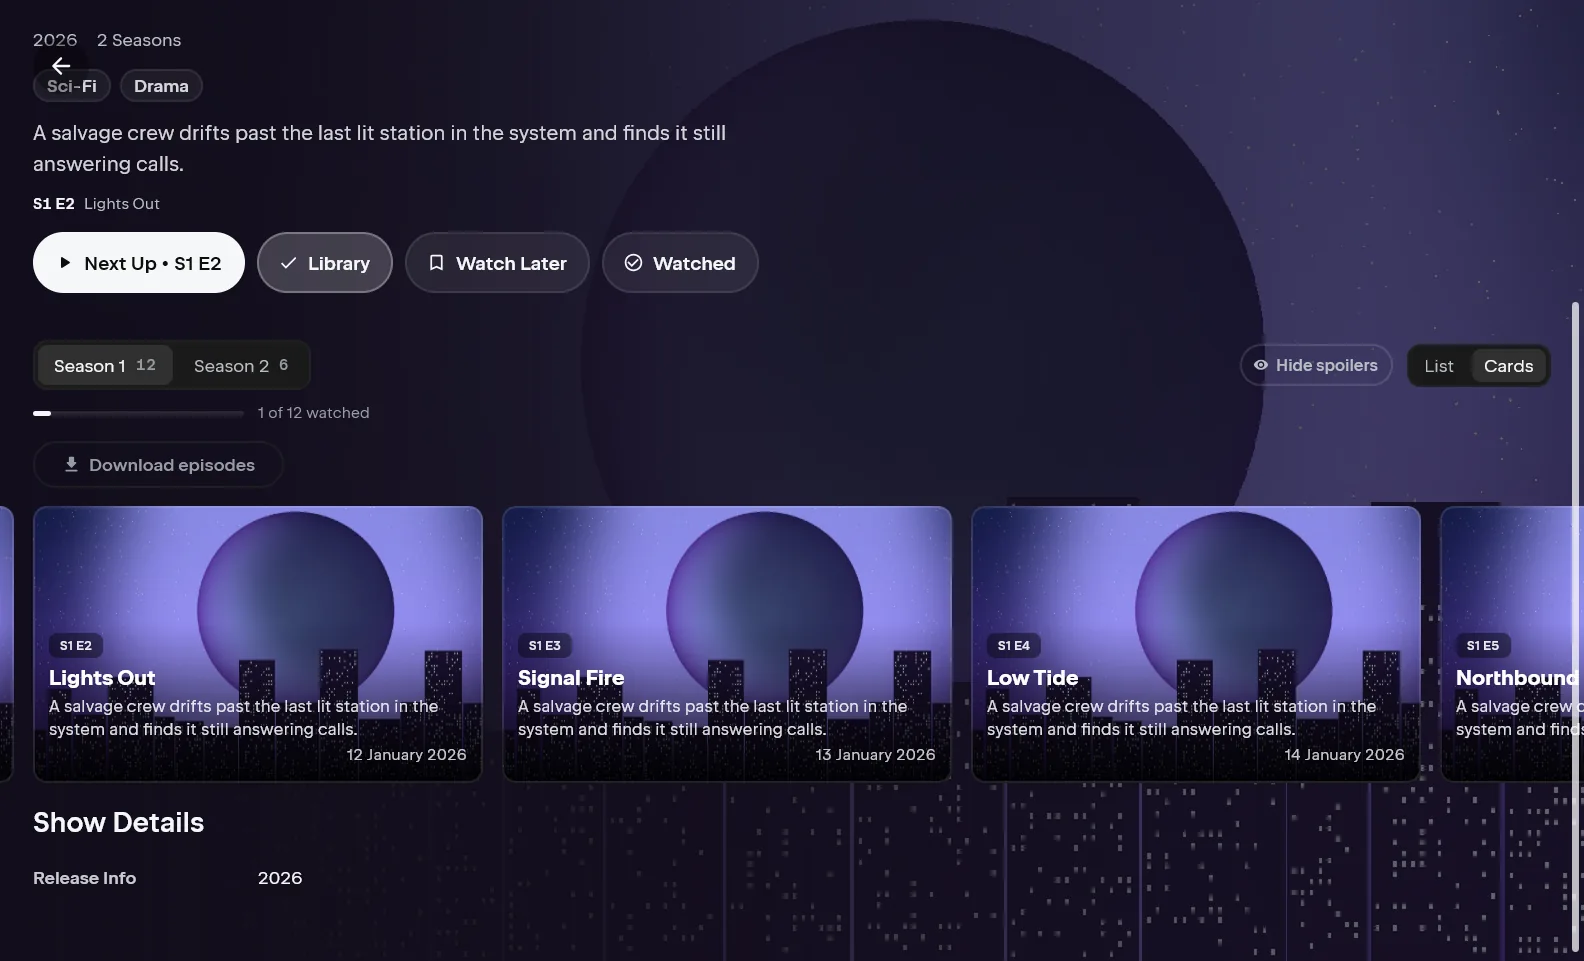 2026 2 Seasons
Sci-Fi Drama
A salvage crew drifts past the last lit station in the system and finds it still
answering calls.
S1 E2 Lights Out
Next Up • S1 E2 Library Watch Later Watched
Season 1 12 Season 2 6 Hide spoilers List Cards
1 of 12 watched
Download episodes
S1 E2
Lights Out
A salvage crew drifts past the last lit station in the
system and finds it still answering calls.
12 January 2026
S1 E3
Signal Fire
A salvage crew drifts past the last lit station in the
system and finds it still answering calls.
13 January 2026
S1 E4
Low Tide
A salvage crew drifts past the last lit station in the
system and finds it still answering calls.
14 January 2026
S1 E5
Northbound
A salvage
system and
Show Details
Release Info 2026